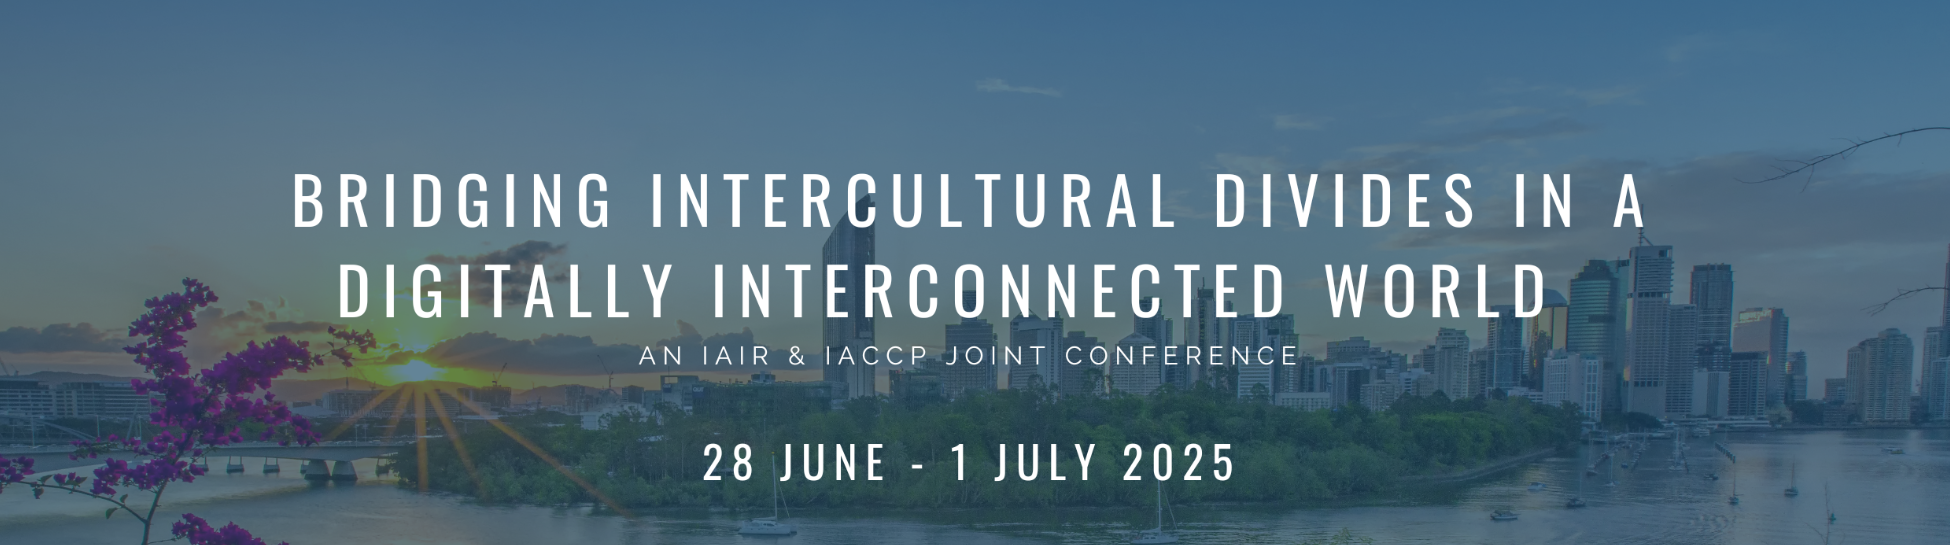 BRIDGING INTERCULTURAL DIVIDES IN A
DIGITALLY INTERCONNECTED WORLD
AN IAIR & IACCP JOINT CONFERENCE
28 JUNE - 1 JULY 2025